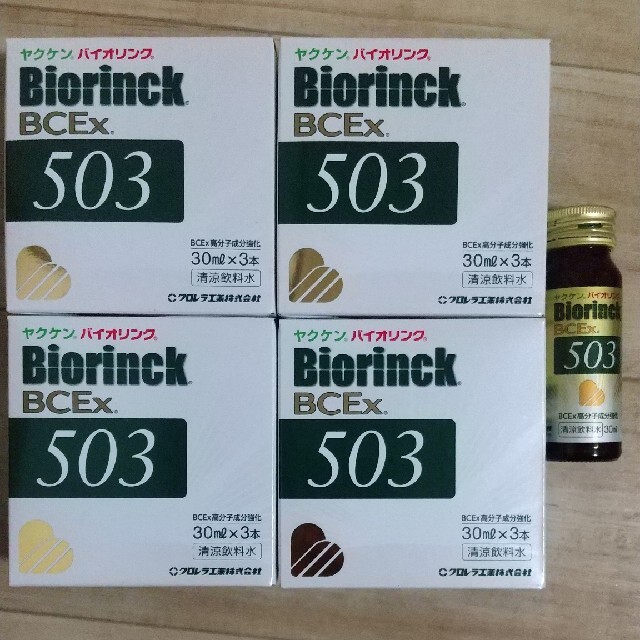 ヤクケン® バイオリンク®
Biorinck®
BCEx®
503
BCEx高分子成分強化
30ml×3本
清涼飲料水
クロレラ工業株式会社
ヤクケン® バイオリンク®
Biorinck®
BCEx®
503
BCEx高分子成分強化
30ml×3本
清涼飲料水
クロレラ工業株式会社
ヤクケン® バイオリンク®
Biorinck
BCEx®
503
BCEx高分子成分強化
30ml
清涼飲料水
ヤクケン® バイオリンク®
Biorinck®
BCEx®
503
BCEx高分子成分強化
30ml×3本
清涼飲料水
クロレラ工業株式会社
ヤクケン® バイオリンク®
Biorinck®
BCEx®
503
BCEx高分子成分強化
30ml×3本
清涼飲料水
クロレラ工業株式会社